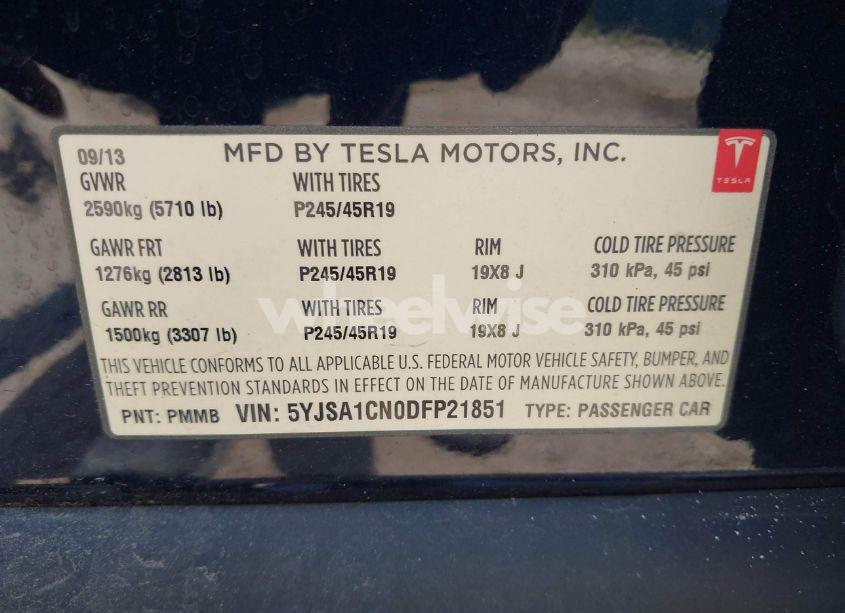 09/13 MFD BY TESLA MOTORS, INC.
TESLA
GVWR WITH TIRES
2590kg (5710 lb) P245/45R19
GAWR FRT WITH TIRES RIM COLD TIRE PRESSURE
1276kg (2813 lb) P245/45R19 19X8 J 310 kPa, 45 psi
GAWR RR WITH TIRES RIM COLD TIRE PRESSURE
wheelwise
1500kg (3307 lb) P245/45R19 19X8 J 310 kPa, 45 psi
THIS VEHICLE CONFORMS TO ALL APPLICABLE U.S. FEDERAL MOTOR VEHICLE SAFETY, BUMPER, AND
THEFT PREVENTION STANDARDS IN EFFECT ON THE DATE OF MANUFACTURE SHOWN ABOVE.
PNT: PMMB VIN: 5YJSA1CN0DFP21851 TYPE: PASSENGER CAR